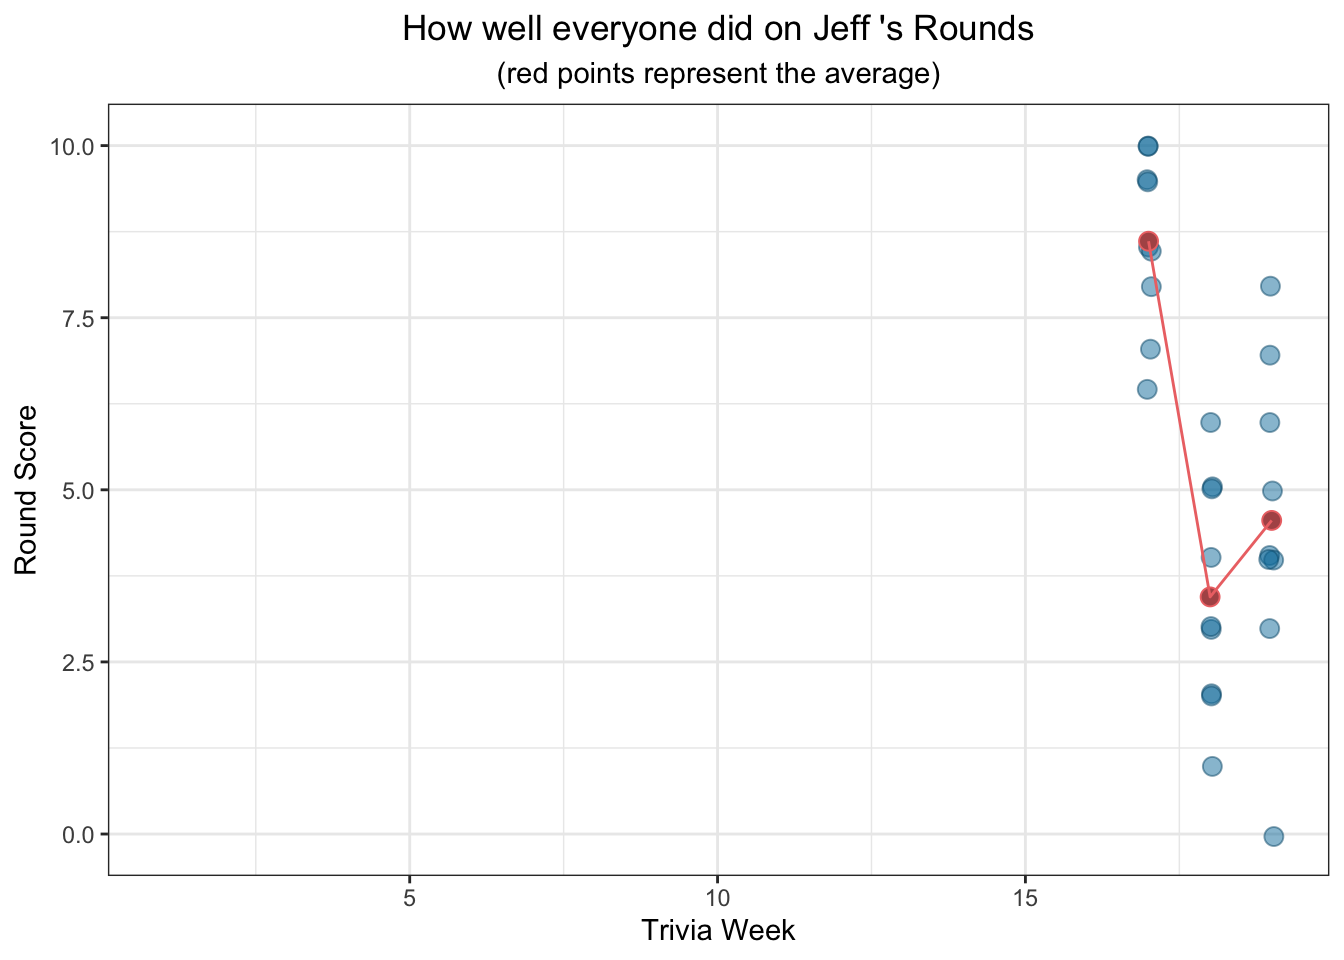 How well everyone did on Jeff 's Rounds
(red points represent the average)
10.0
7.5
5.0
2.5
0.0
Round Score
5 10 15
Trivia Week